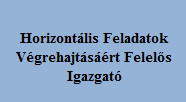 Horizontális Feladatok
Végrehajtásáért Felelős
Igazgató